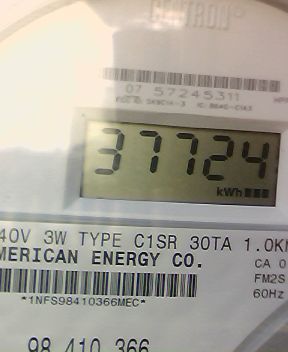 CENTRON®
07 57245311
37724
kWh
40V 3W TYPE C1SR 30TA 1.0K
MERICAN ENERGY CO.
CA 0
FM2S
*1NFS98410366MEC*
60Hz
98 410 366